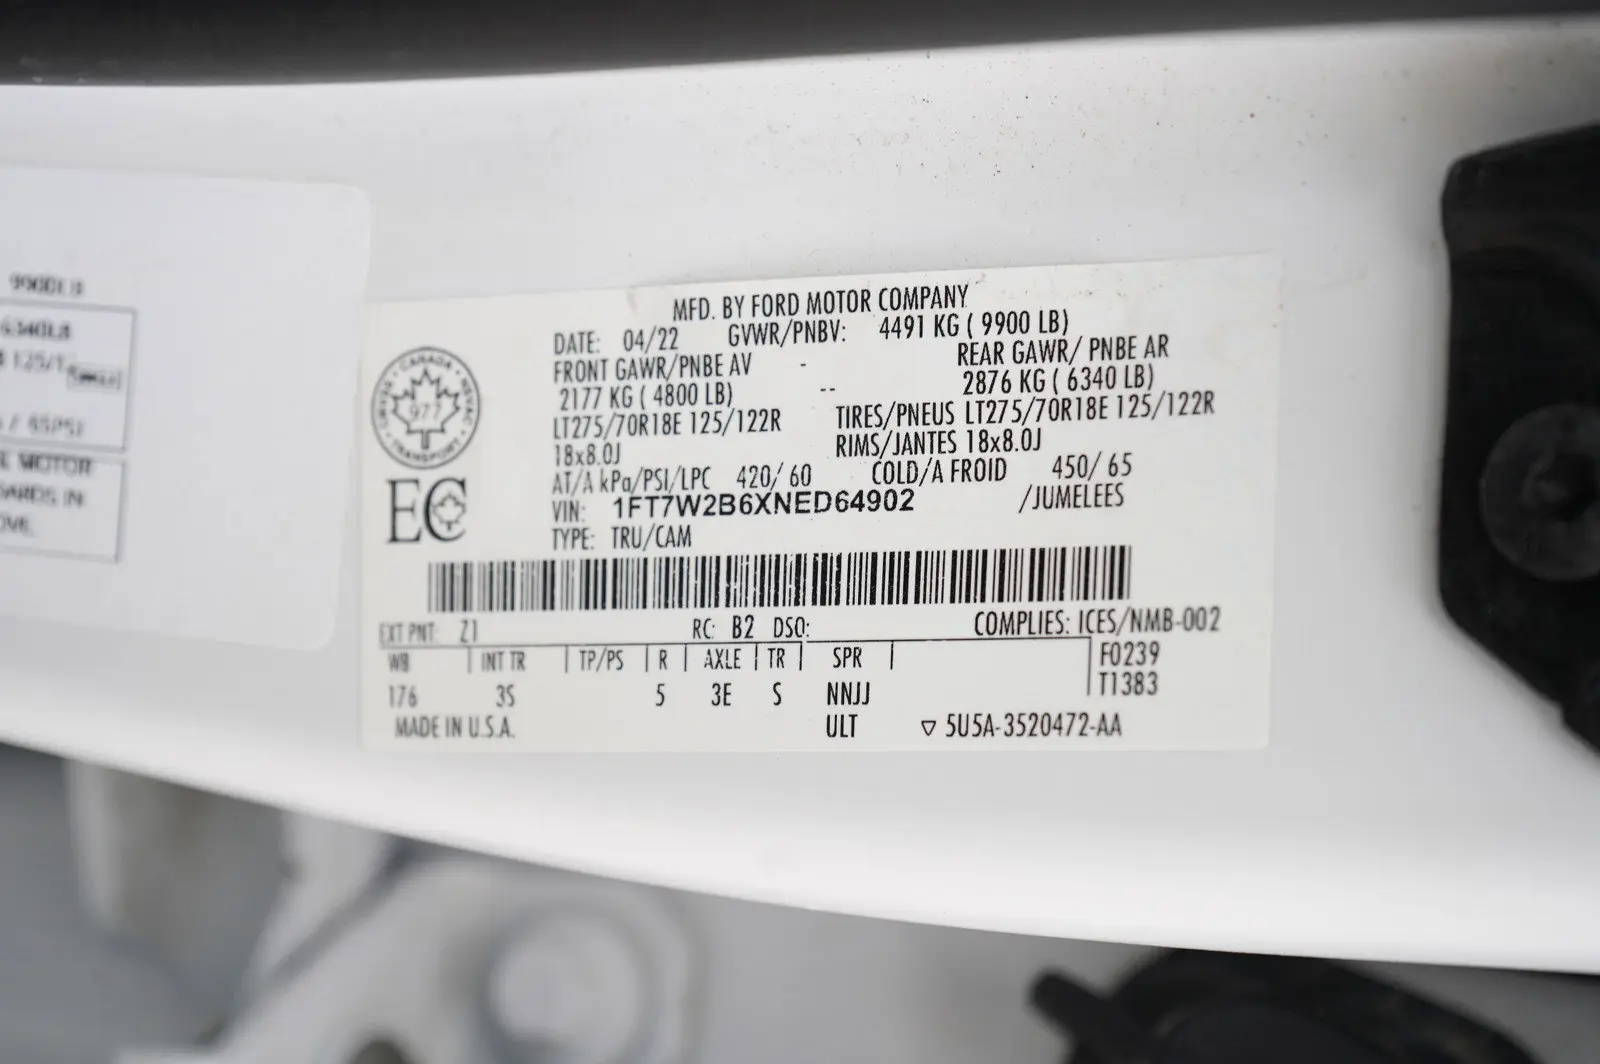 9900LB
6340LB
/ 65PSI
MOTOR
IN
MFD. BY FORD MOTOR COMPANY
DATE: 04/22 GVWR/PNBV: 4491 KG ( 9900 LB)
FRONT GAWR/PNBE AV - REAR GAWR/ PNBE AR
2177 KG ( 4800 LB) -- 2876 KG ( 6340 LB)
LT275/70R18E 125/122R TIRES/PNEUS LT275/70R18E 125/122R
18x8.0J RIMS/JANTES 18x8.0J
AT/A kPa/PSI/LPC 420/ 60 COLD/A FROID 450/ 65
VIN: 1FT7W2B6XNED64902 /JUMELEES
TYPE: TRU/CAM
CANADA
977
TRANSPORT
EC
EXT PNT: Z1 RC: B2 DSO: COMPLIES: ICES/NMB-002
WB | INT TR | TP/PS | R | AXLE | TR | SPR | F0239
176 3S 5 3E S NNJJ T1383
MADE IN U.S.A. ULT ▽ 5U5A-3520472-AA